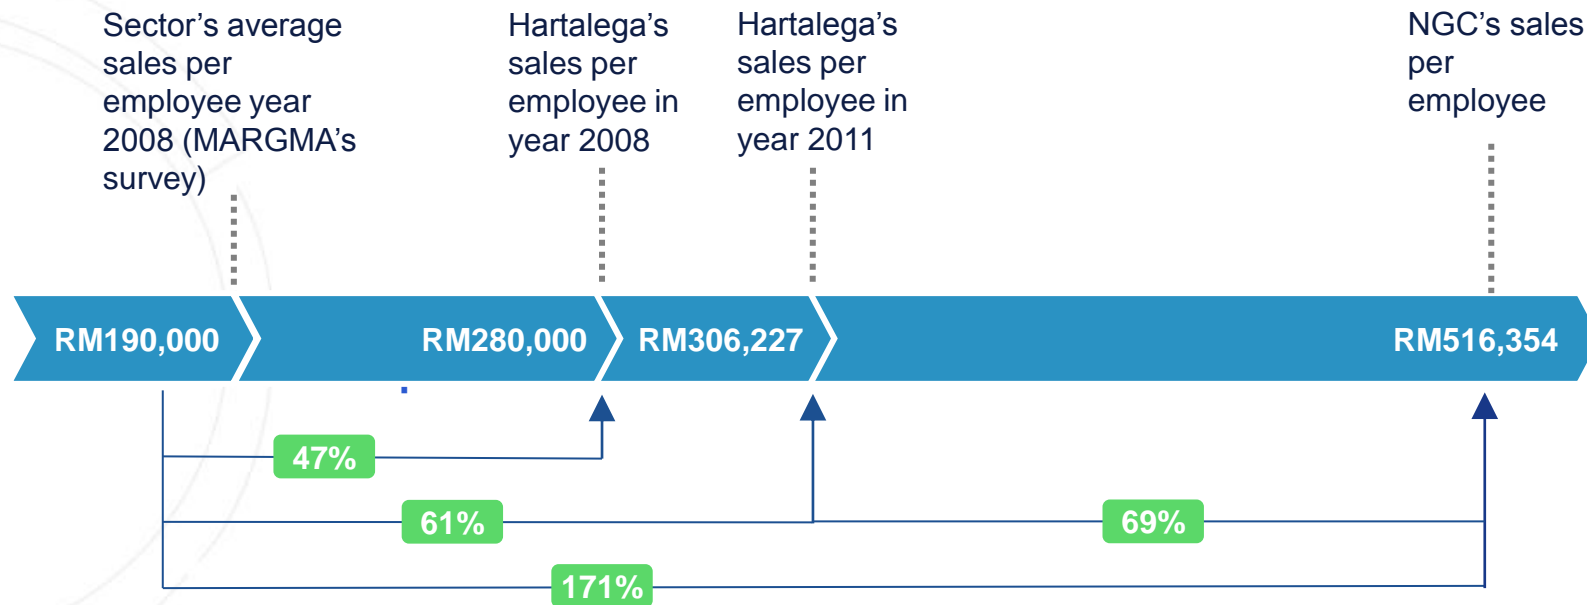 Sector’s average
sales per
employee year
2008 (MARGMA’s
survey)
Hartalega’s
sales per
employee in
year 2008
Hartalega’s
sales per
employee in
year 2011
NGC’s sales
per
employee
RM190,000
RM280,000
RM306,227
RM516,354
47%
61%
69%
171%